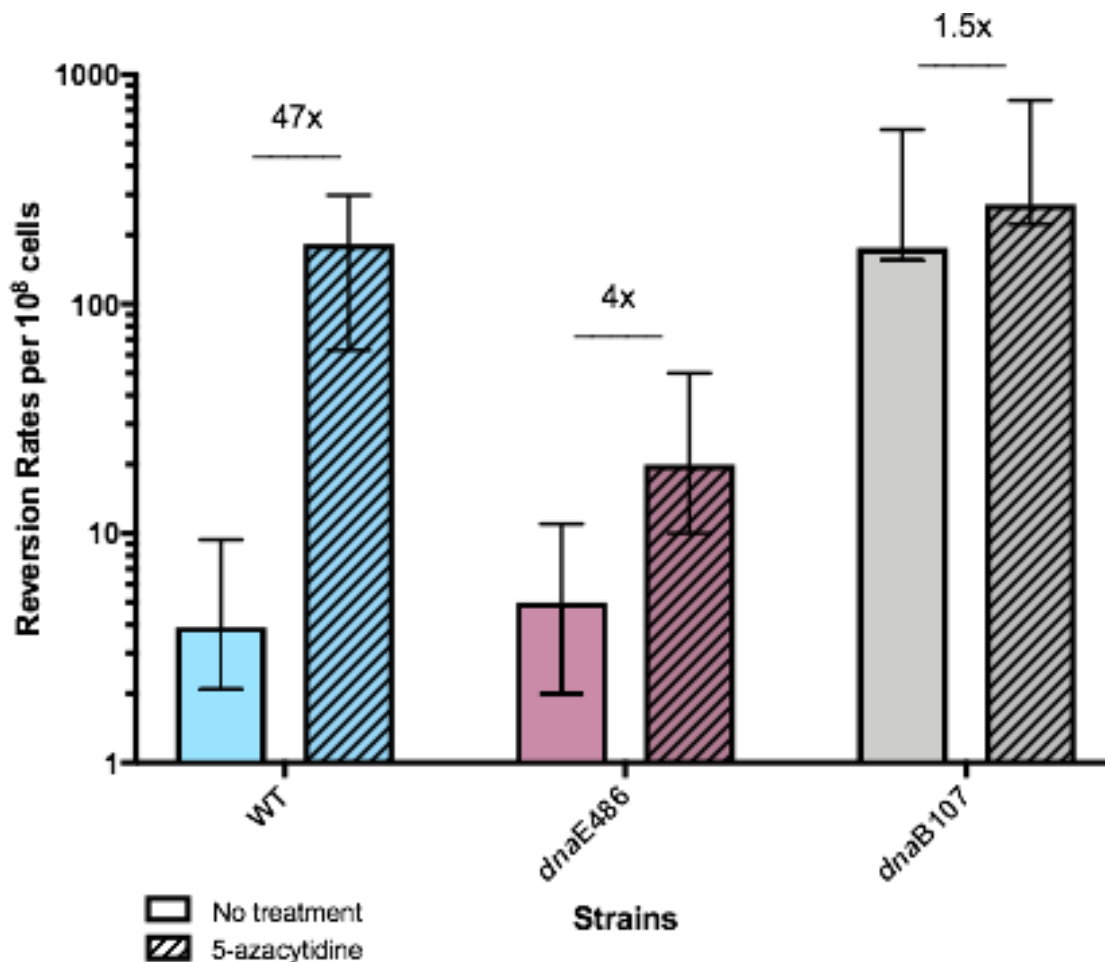 1.5x
1000
47x
4x
100
10
1
Reversion Rates per 10⁸ cells
WT
dnaE486
dnaB107
Strains
No treatment
5-azacytidine